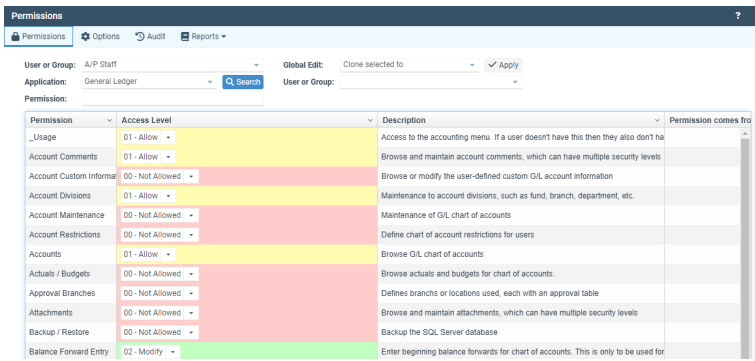 Permissions ?
Permissions Options Audit Reports
User or Group: A/P Staff Global Edit: Clone selected to Apply
Application: General Ledger Search User or Group:
Permission:
Permission Access Level Description Permission comes fro
_Usage 01 - Allow Access to the accounting menu. If a user doesn't have this then they also don't ha
Account Comments 01 - Allow Browse and maintain account comments, which can have multiple security levels
Account Custom Informat 00 - Not Allowed Browse or modify the user-defined custom G/L account information
Account Divisions 01 - Allow Maintenance to account divisions, such as fund, branch, department, etc.
Account Maintenance 00 - Not Allowed Maintenance of G/L chart of accounts
Account Restrictions 00 - Not Allowed Define chart of account restrictions for users
Accounts 01 - Allow Browse G/L chart of accounts
Actuals / Budgets 00 - Not Allowed Browse actuals and budgets for chart of accounts.
Approval Branches 00 - Not Allowed Defines branchs or locations used, each with an approval table
Attachments 00 - Not Allowed Browse and maintain attachments, which can have multiple security levels
Backup / Restore 00 - Not Allowed Backup the SQL Server database
Balance Forward Entry 02 - Modify Enter beginning balance forwards for chart of accounts. This is only to be used for